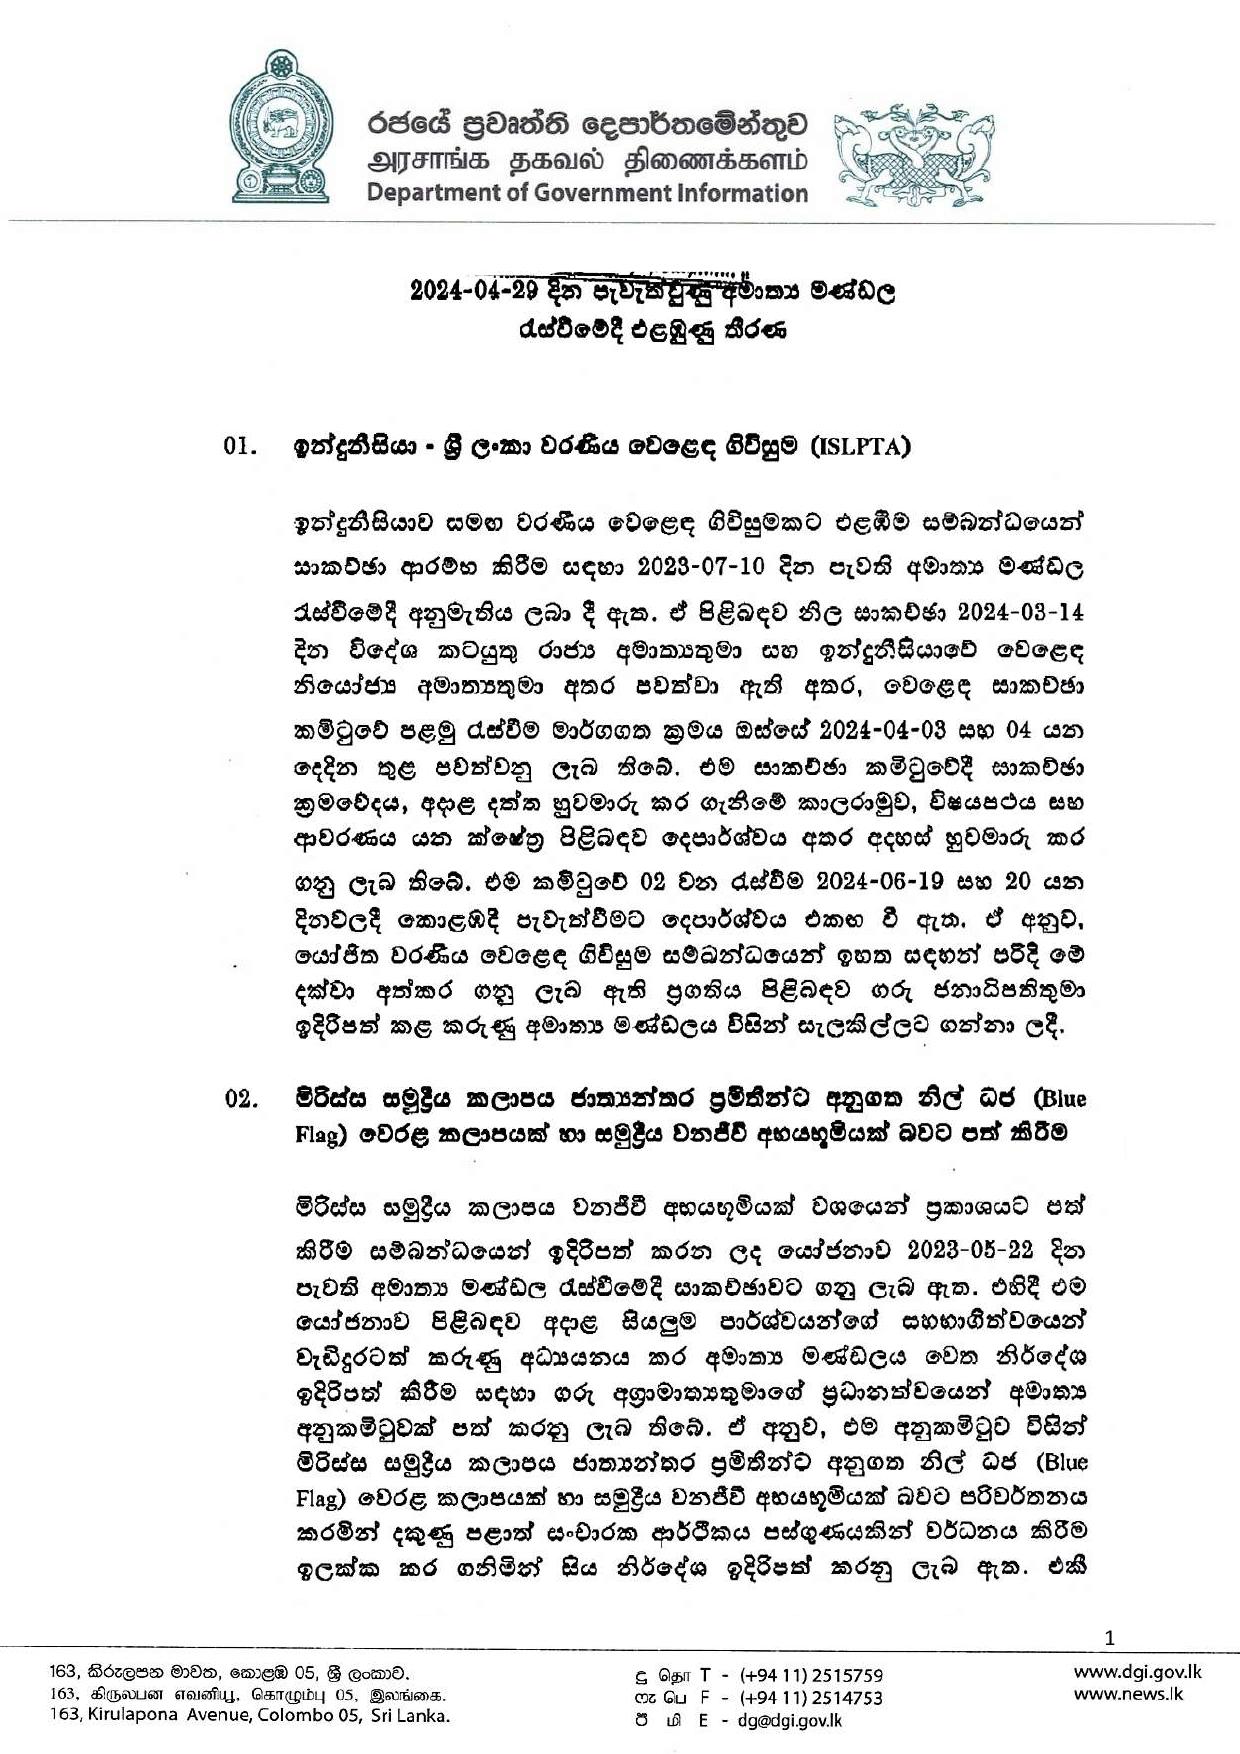 රජයේ ප්‍රවෘත්ති දෙපාර්තමේන්තුව
அரசாங்க தகவல் திணைக்களம்
Department of Government Information
2024-04-29 දින පැවැත්වුණු අමාත්‍ය මණ්ඩල
රැස්වීමේදී එළඹුණු තීරණ
01. ඉන්දුනීසියා - ශ්‍රී ලංකා වරණීය වෙළෙඳ ගිවිසුම (ISLPTA)
ඉන්දුනීසියාව සමඟ වරණීය වෙළෙඳ ගිවිසුමකට එළඹීම සම්බන්ධයෙන්
සාකච්ඡා ආරම්භ කිරීම සඳහා 2023-07-10 දින පැවති අමාත්‍ය මණ්ඩල
රැස්වීමේදී අනුමැතිය ලබා දී ඇත. ඒ පිළිබඳව නිල සාකච්ඡා 2024-03-14
දින විදේශ කටයුතු රාජ්‍ය අමාත්‍යතුමා සහ ඉන්දුනීසියාවේ වෙළෙඳ
නියෝජ්‍ය අමාත්‍යතුමා අතර පවත්වා ඇති අතර, වෙළෙඳ සාකච්ඡා
කමිටුවේ පළමු රැස්වීම මාර්ගගත ක්‍රමය ඔස්සේ 2024-04-03 සහ 04 යන
දෙදින තුළ පවත්වනු ලැබ තිබේ. එම සාකච්ඡා කමිටුවේදී සාකච්ඡා
ක්‍රමවේදය, අදාළ දත්ත හුවමාරු කර ගැනීමේ කාලරාමුව, විෂයපථය සහ
ආවරණය යන ක්ෂේත්‍ර පිළිබඳව දෙපාර්ශ්වය අතර අදහස් හුවමාරු කර
ගනු ලැබ තිබේ. එම කමිටුවේ 02 වන රැස්වීම 2024-06-19 සහ 20 යන
දිනවලදී කොළඹදී පැවැත්වීමට දෙපාර්ශ්වය එකඟ වී ඇත. ඒ අනුව,
යෝජිත වරණීය වෙළෙඳ ගිවිසුම සම්බන්ධයෙන් ඉහත සඳහන් පරිදි මේ
දක්වා අත්කර ගනු ලැබ ඇති ප්‍රගතිය පිළිබඳව ගරු ජනාධිපතිතුමා
ඉදිරිපත් කළ කරුණු අමාත්‍ය මණ්ඩලය විසින් සැලකිල්ලට ගන්නා ලදී.
02. මිරිස්ස සමුද්‍රීය කලාපය ජාත්‍යන්තර ප්‍රමිතීන්ට අනුගත නිල් ධජ (Blue
Flag) වෙරළ කලාපයක් හා සමුද්‍රීය වනජීවී අභයභූමියක් බවට පත් කිරීම
මිරිස්ස සමුද්‍රීය කලාපය වනජීවී අභයභූමියක් වශයෙන් ප්‍රකාශයට පත්
කිරීම සම්බන්ධයෙන් ඉදිරිපත් කරන ලද යෝජනාව 2023-05-22 දින
පැවති අමාත්‍ය මණ්ඩල රැස්වීමේදී සාකච්ඡාවට ගනු ලැබ ඇත. එහිදී එම
යෝජනාව පිළිබඳව අදාළ සියලුම පාර්ශ්වයන්ගේ සහභාගීත්වයෙන්
වැඩිදුරටත් කරුණු අධ්‍යයනය කර අමාත්‍ය මණ්ඩලය වෙත නිර්දේශ
ඉදිරිපත් කිරීම සඳහා ගරු අග්‍රාමාත්‍යතුමාගේ ප්‍රධානත්වයෙන් අමාත්‍ය
අනුකමිටුවක් පත් කරනු ලැබ තිබේ. ඒ අනුව, එම අනුකමිටුව විසින්
මිරිස්ස සමුද්‍රීය කලාපය ජාත්‍යන්තර ප්‍රමිතීන්ට අනුගත නිල් ධජ (Blue
Flag) වෙරළ කලාපයක් හා සමුද්‍රීය වනජීවී අභයභූමියක් බවට පරිවර්තනය
කරමින් දකුණු පළාත් සංචාරක ආර්ථිකය පස්ගුණයකින් වර්ධනය කිරීම
ඉලක්ක කර ගනිමින් සිය නිර්දේශ ඉදිරිපත් කරනු ලැබ ඇත. එකී
1
163, කිරුලපන මාවත, කොළඹ 05, ශ්‍රී ලංකාව.
163, கிருலபன எவனியூ, கொழும்பு 05, இலங்கை.
163, Kirulapona Avenue, Colombo 05, Sri Lanka.
දු தொ T - (+94 11) 2515759
ෆැ பெ F - (+94 11) 2514753
ඊ மி E - dg@dgi.gov.lk
www.dgi.gov.lk
www.news.lk